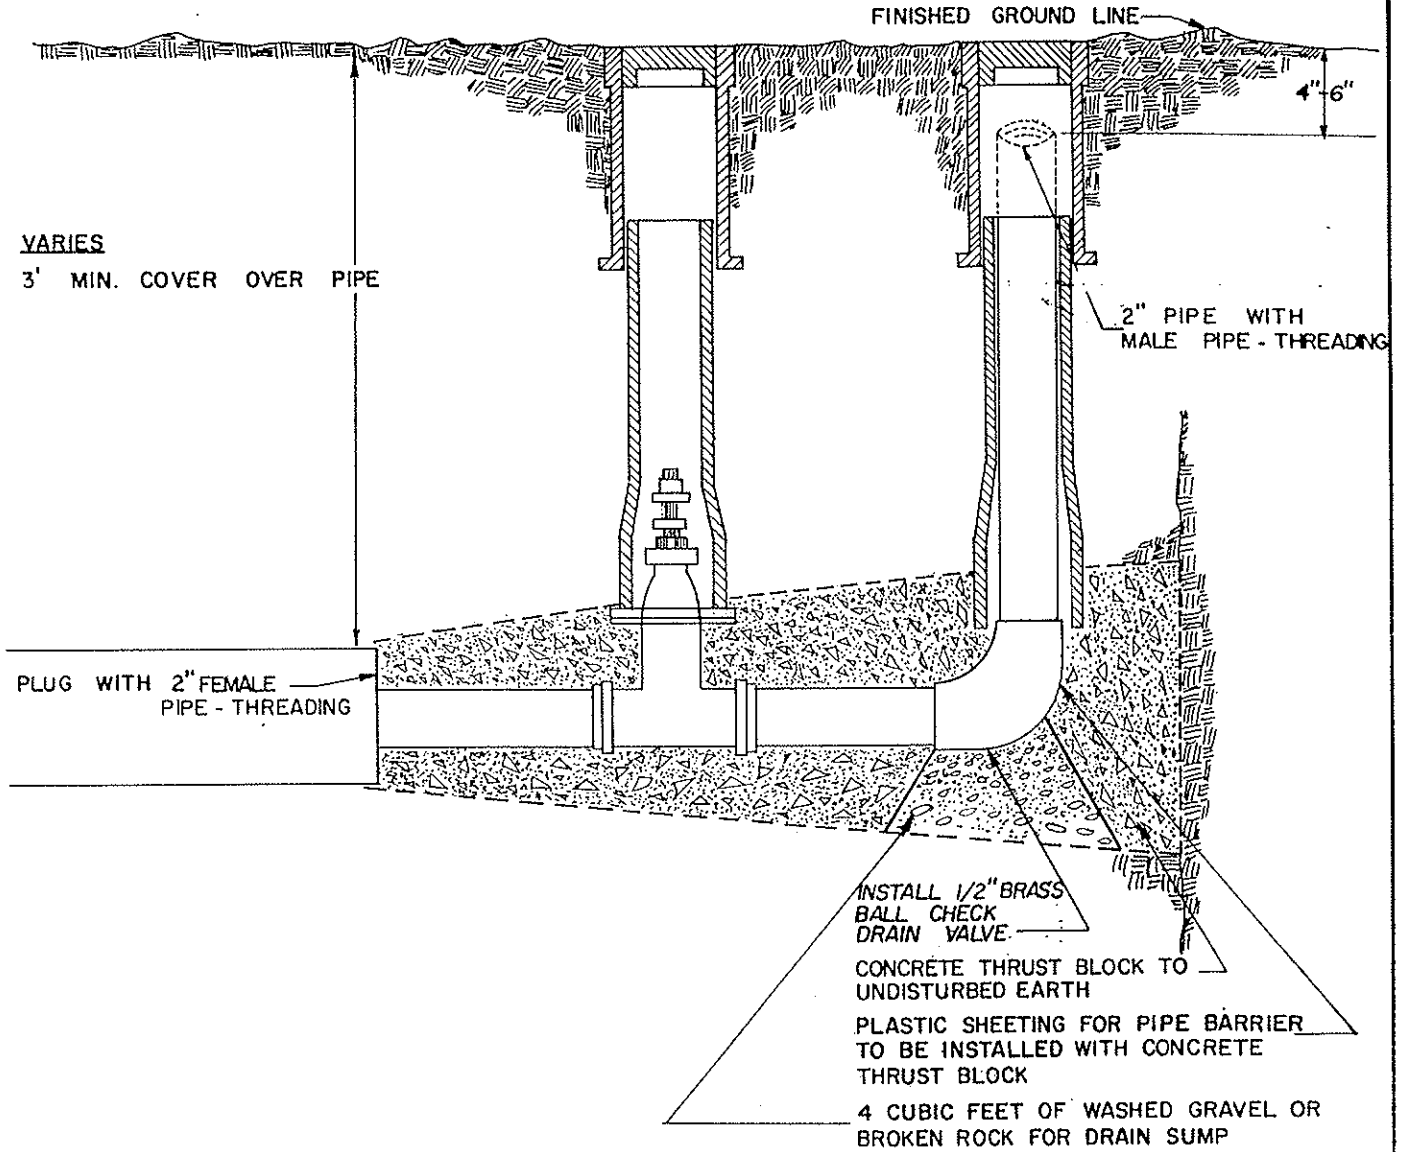 FINISHED GROUND LINE
4"-6"
VARIES
3' MIN. COVER OVER PIPE
2" PIPE WITH
MALE PIPE - THREADING
PLUG WITH 2" FEMALE
PIPE - THREADING
INSTALL 1/2" BRASS
BALL CHECK
DRAIN VALVE
CONCRETE THRUST BLOCK TO
UNDISTURBED EARTH
PLASTIC SHEETING FOR PIPE BARRIER
TO BE INSTALLED WITH CONCRETE
THRUST BLOCK
4 CUBIC FEET OF WASHED GRAVEL OR
BROKEN ROCK FOR DRAIN SUMP